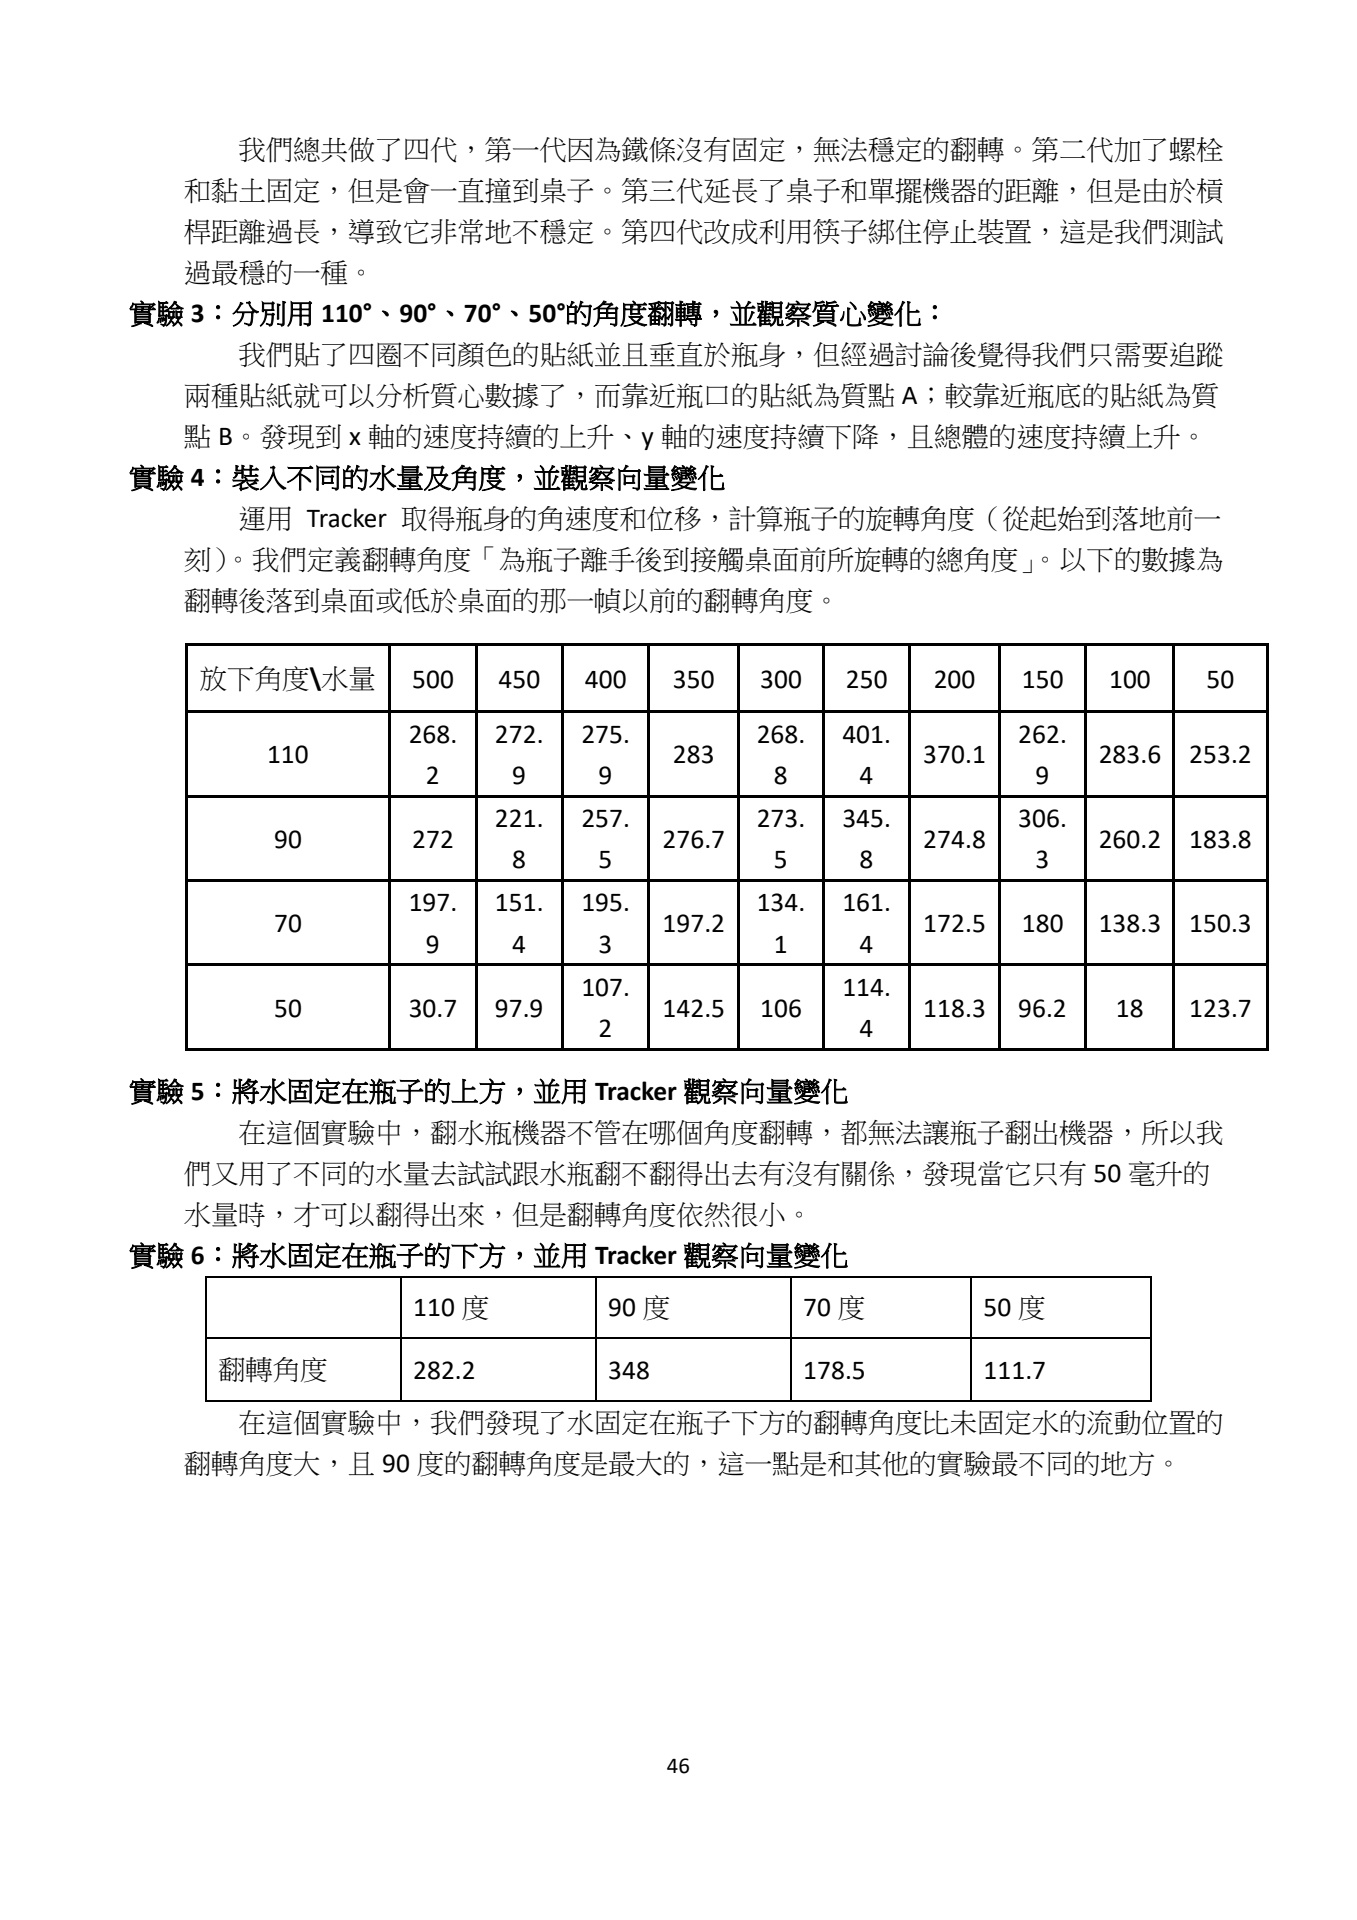 我們總共做了四代，第一代因為鐵條沒有固定，無法穩定的翻轉。第二代加了螺栓
和黏土固定，但是會一直撞到桌子。第三代延長了桌子和單擺機器的距離，但是由於槓
桿距離過長，導致它非常地不穩定。第四代改成利用筷子綁住停止裝置，這是我們測試
過最穩的一種。
實驗 3：分別用 110°、90°、70°、50°的角度翻轉，並觀察質心變化：
我們貼了四圈不同顏色的貼紙並且垂直於瓶身，但經過討論後覺得我們只需要追蹤
兩種貼紙就可以分析質心數據了，而靠近瓶口的貼紙為質點 A；較靠近瓶底的貼紙為質
點 B。發現到 x 軸的速度持續的上升、y 軸的速度持續下降，且總體的速度持續上升。
實驗 4：裝入不同的水量及角度，並觀察向量變化
運用 Tracker 取得瓶身的角速度和位移，計算瓶子的旋轉角度（從起始到落地前一
刻）。我們定義翻轉角度「為瓶子離手後到接觸桌面前所旋轉的總角度」。以下的數據為
翻轉後落到桌面或低於桌面的那一幀以前的翻轉角度。
放下角度\水量 500 450 400 350 300 250 200 150 100 50
110 268.2 272.9 275.9 283 268.8 401.4 370.1 262.9 283.6 253.2
90 272 221.8 257.5 276.7 273.5 345.8 274.8 306.3 260.2 183.8
70 197.9 151.4 195.3 197.2 134.1 161.4 172.5 180 138.3 150.3
50 30.7 97.9 107.2 142.5 106 114.4 118.3 96.2 18 123.7
實驗 5：將水固定在瓶子的上方，並用 Tracker 觀察向量變化
在這個實驗中，翻水瓶機器不管在哪個角度翻轉，都無法讓瓶子翻出機器，所以我
們又用了不同的水量去試試跟水瓶翻不翻得出去有沒有關係，發現當它只有 50 毫升的
水量時，才可以翻得出來，但是翻轉角度依然很小。
實驗 6：將水固定在瓶子的下方，並用 Tracker 觀察向量變化
110 度 90 度 70 度 50 度
翻轉角度 282.2 348 178.5 111.7
在這個實驗中，我們發現了水固定在瓶子下方的翻轉角度比未固定水的流動位置的
翻轉角度大，且 90 度的翻轉角度是最大的，這一點是和其他的實驗最不同的地方。
46